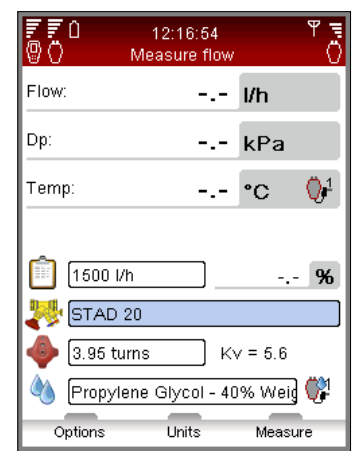 12:16:54
Measure flow
Flow: -.- l/h
Dp: -.- kPa
Temp: -.- °C 1
1500 l/h -.- %
STAD 20
3.95 turns Kv = 5.6
Propylene Glycol - 40% Weig 1
Options Units Measure